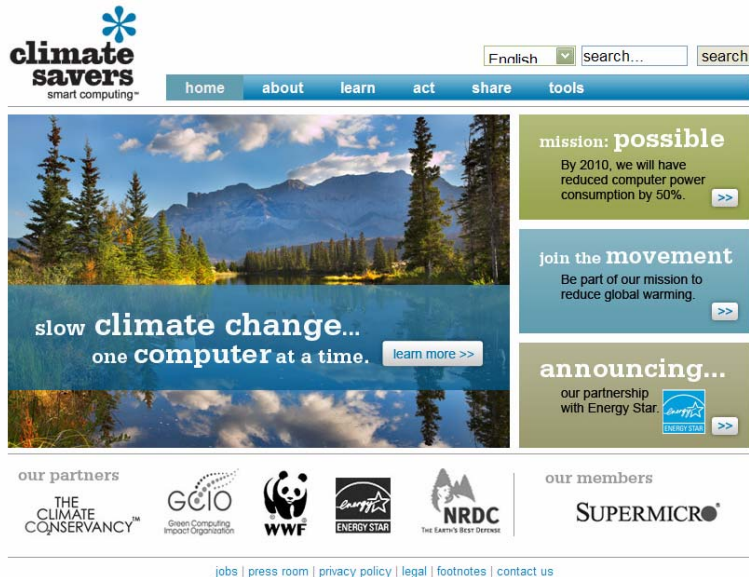 climate
savers
smart computing℠
English
search...
search
home about learn act share tools
mission: possible
By 2010, we will have
reduced computer power
consumption by 50%.
>>
join the movement
Be part of our mission to
reduce global warming.
>>
slow climate change...
one computer at a time.
learn more >>
announcing...
our partnership
with Energy Star.
energy
ENERGY STAR
>>
our partners
THE
CLIMATE
CONSERVANCY™
GCIO
Green Computing
Impact Organization
WWF
energy
ENERGY STAR
NRDC
THE EARTH'S BEST DEFENSE
our members
SUPERMICRO
jobs | press room | privacy policy | legal | footnotes | contact us